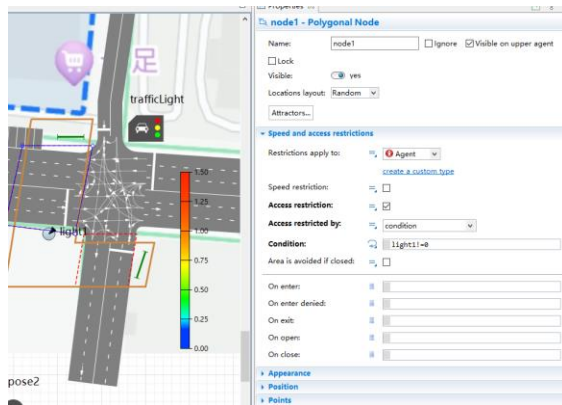 Properties
node1 - Polygonal Node
Name:
node1
Ignore
Visible on upper agent
Lock
Visible:
yes
Locations layout:
Random
Attractors...
Speed and access restrictions
Restrictions apply to:
Agent
create a custom type
Speed restriction:
Access restriction:
Access restricted by:
condition
Condition:
light1!=0
Area is avoided if closed:
On enter:
On enter denied:
On exit:
On open:
On close:
Appearance
Position
Points
足
trafficLight
light1
1.50
1.25
1.00
0.75
0.50
0.25
0.00
pose2